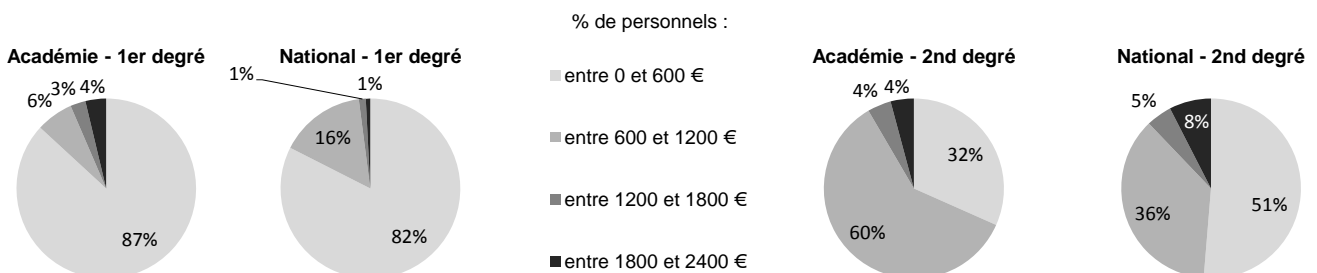 % de personnels :
Académie - 1er degré
6%
3%
4%
87%
National - 1er degré
1%
1%
16%
82%
entre 0 et 600 €
entre 600 et 1200 €
entre 1200 et 1800 €
entre 1800 et 2400 €
Académie - 2nd degré
4%
4%
32%
60%
National - 2nd degré
5%
8%
36%
51%